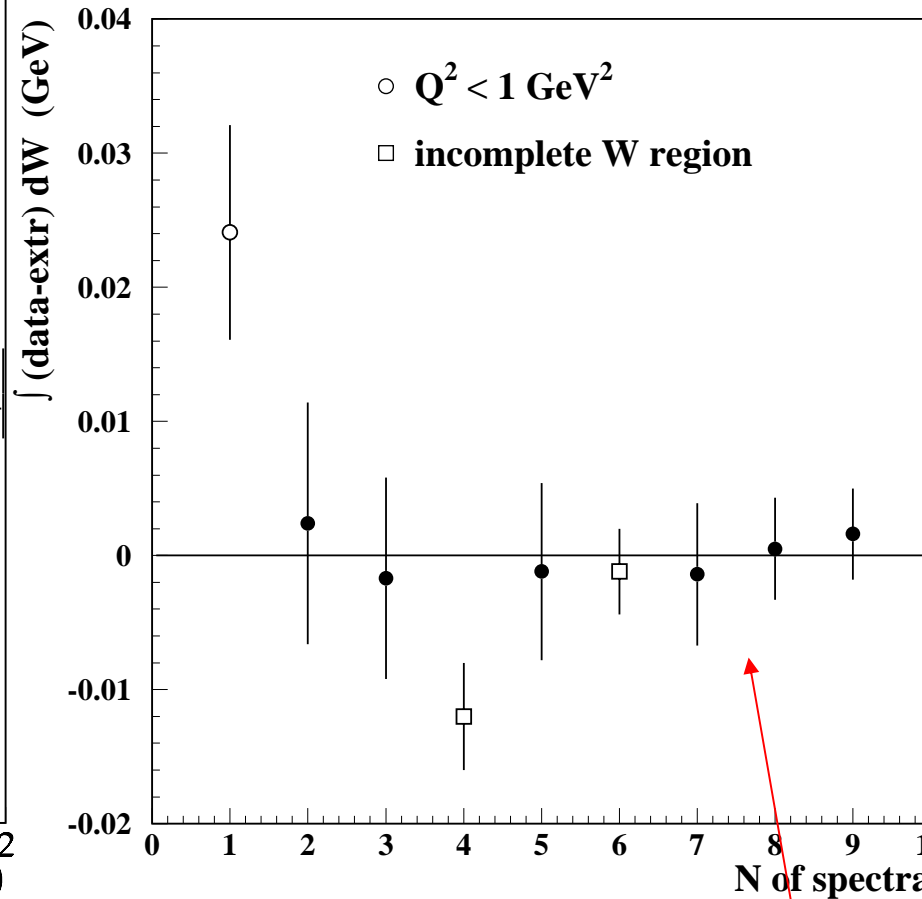 ∫ (data-extr) dW (GeV)
0.04
0.03
0.02
0.01
0
-0.01
-0.02
Q² < 1 GeV²
incomplete W region
0 1 2 3 4 5 6 7 8 9
N of spectra